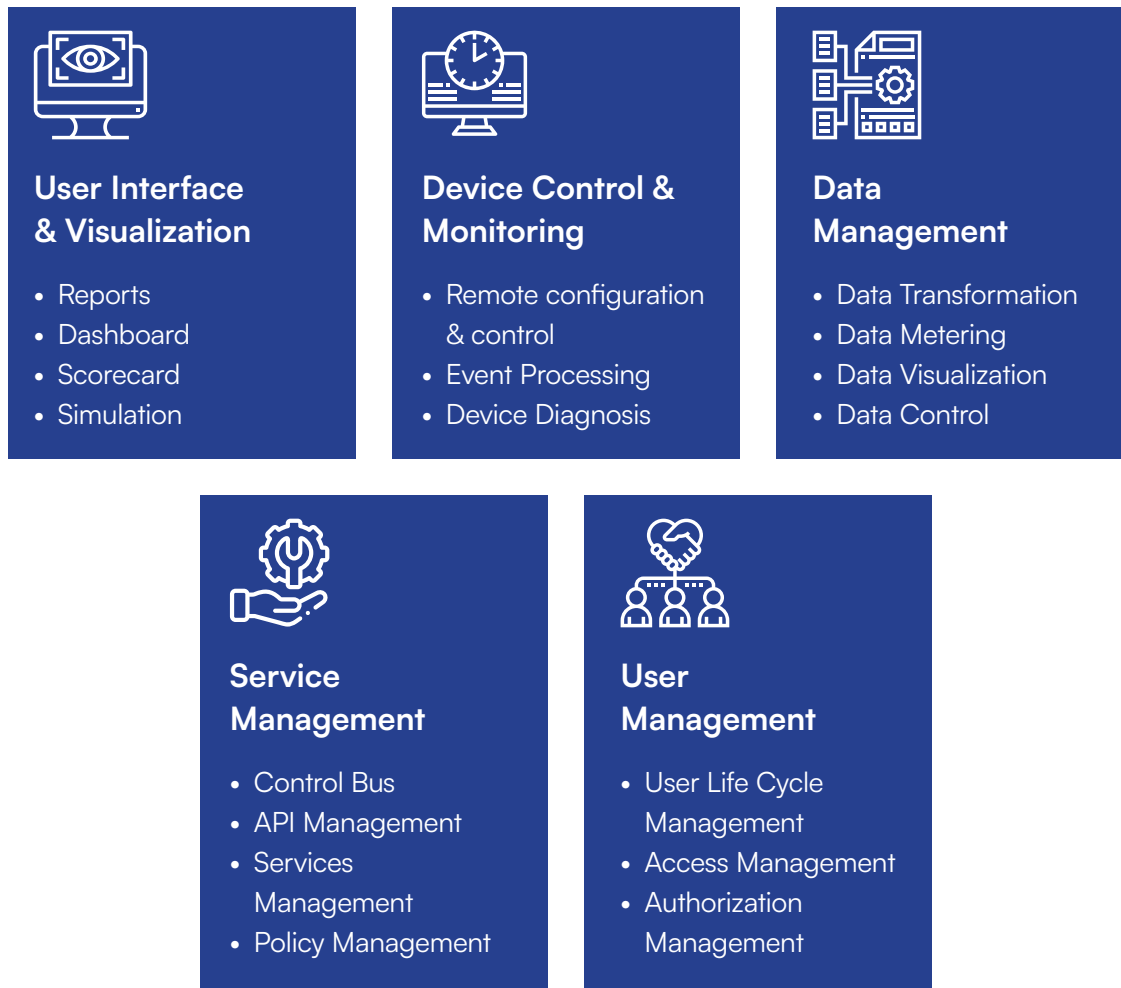 User Interface
& Visualization
• Reports
• Dashboard
• Scorecard
• Simulation
Device Control &
Monitoring
• Remote configuration
& control
• Event Processing
• Device Diagnosis
Data
Management
• Data Transformation
• Data Metering
• Data Visualization
• Data Control
Service
Management
• Control Bus
• API Management
• Services
Management
• Policy Management
User
Management
• User Life Cycle
Management
• Access Management
• Authorization
Management